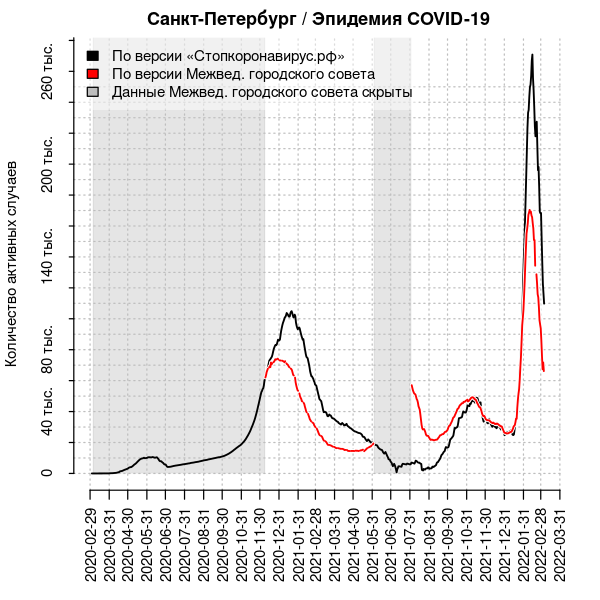 Санкт-Петербург / Эпидемия COVID-19
По версии «Стопкоронавирус.рф»
По версии Межвед. городского совета
Данные Межвед. городского совета скрыты
Количество активных случаев
260 тыс.
200 тыс.
140 тыс.
80 тыс.
40 тыс.
0
2020-02-29
2020-03-31
2020-04-30
2020-05-31
2020-06-30
2020-07-31
2020-08-31
2020-09-30
2020-10-31
2020-11-30
2020-12-31
2021-01-31
2021-02-28
2021-03-31
2021-04-30
2021-05-31
2021-06-30
2021-07-31
2021-08-31
2021-09-30
2021-10-31
2021-11-30
2021-12-31
2022-01-31
2022-02-28
2022-03-31